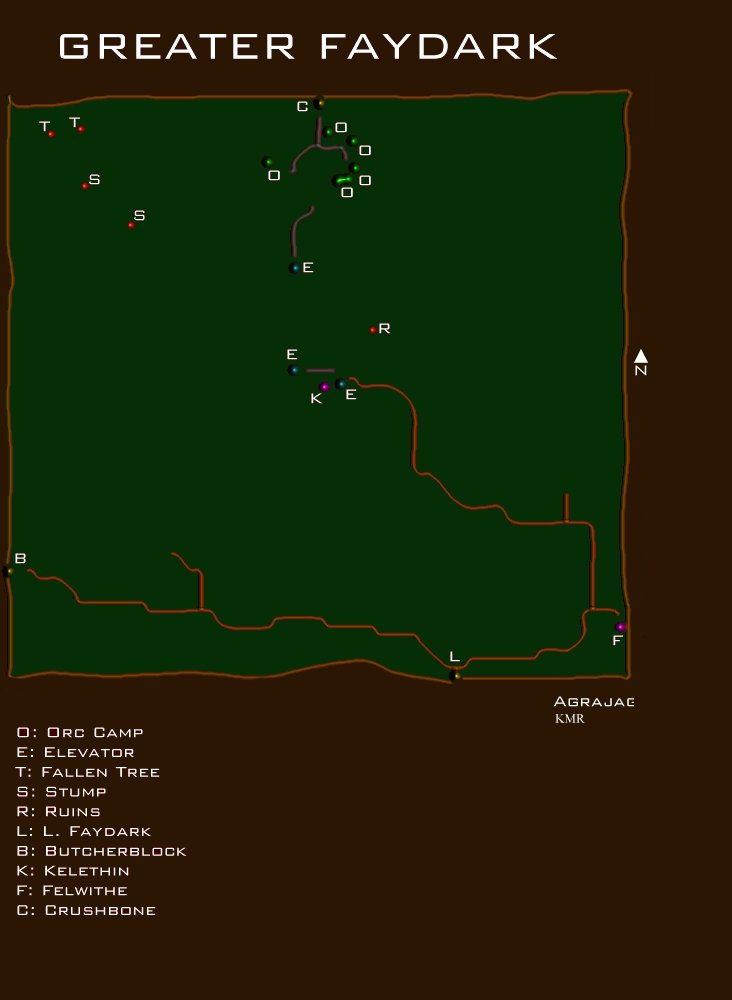 GREATER FAYDARK
C
O
T
T
O
O
O
S
O
S
E
R
E
N
E
K
B
L
F
AGRAJAG
KMR
O: ORC CAMP
E: ELEVATOR
T: FALLEN TREE
S: STUMP
R: RUINS
L: L. FAYDARK
B: BUTCHERBLOCK
K: KELETHIN
F: FELWITHE
C: CRUSHBONE